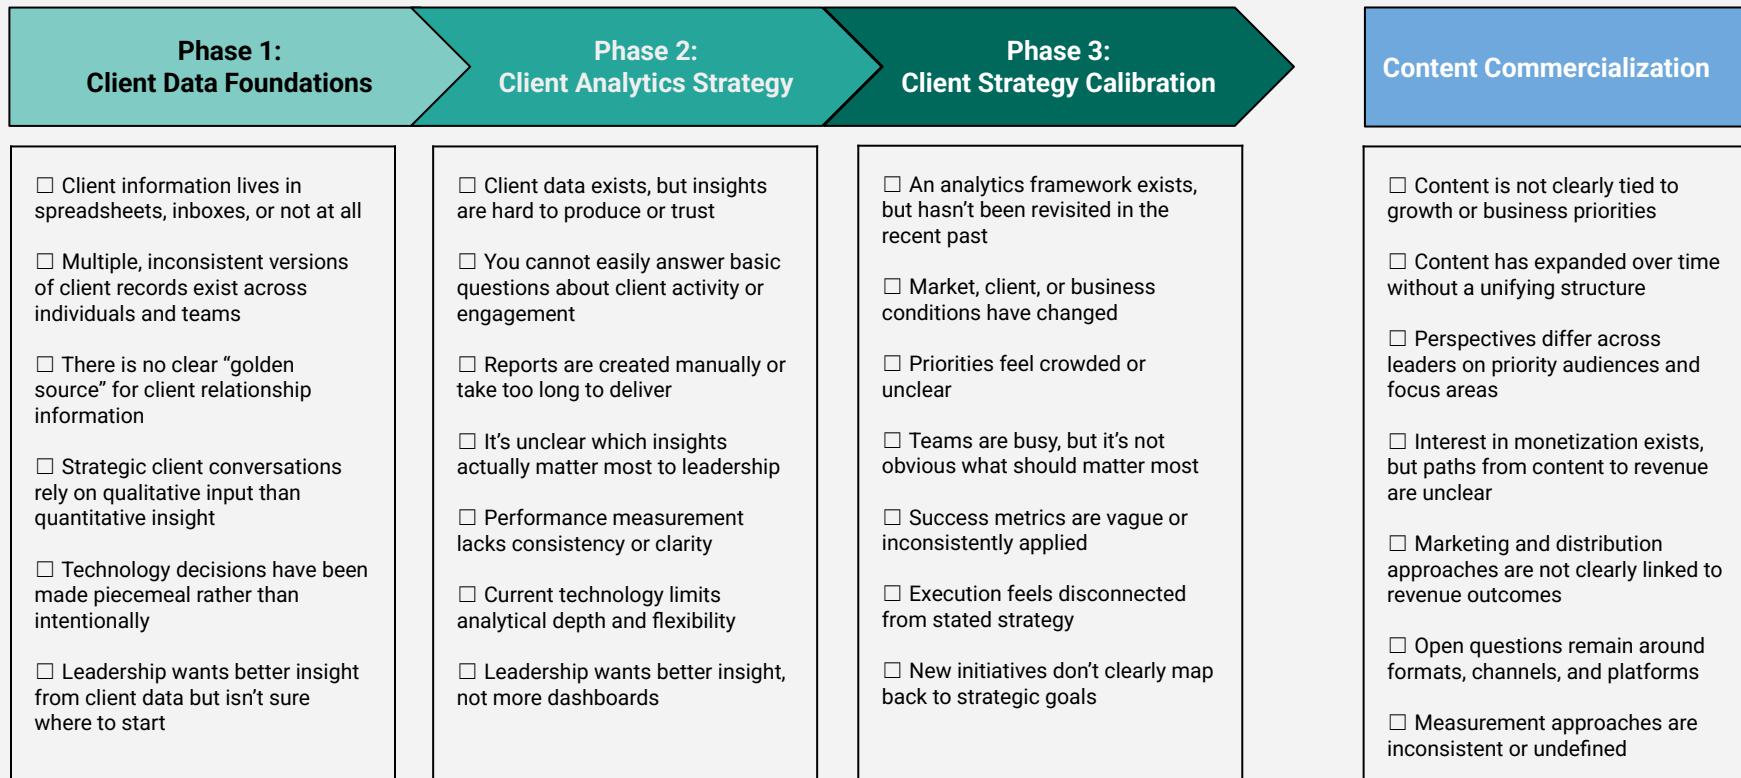 Phase 1:
Client Data Foundations
Phase 2:
Client Analytics Strategy
Phase 3:
Client Strategy Calibration
Content Commercialization
☐ Client information lives in
spreadsheets, inboxes, or not at all
☐ Multiple, inconsistent versions
of client records exist across
individuals and teams
☐ There is no clear “golden
source” for client relationship
information
☐ Strategic client conversations
rely on qualitative input than
quantitative insight
☐ Technology decisions have been
made piecemeal rather than
intentionally
☐ Leadership wants better insight
from client data but isn’t sure
where to start
☐ Client data exists, but insights
are hard to produce or trust
☐ You cannot easily answer basic
questions about client activity or
engagement
☐ Reports are created manually or
take too long to deliver
☐ It’s unclear which insights
actually matter most to leadership
☐ Performance measurement
lacks consistency or clarity
☐ Current technology limits
analytical depth and flexibility
☐ Leadership wants better insight,
not more dashboards
☐ An analytics framework exists,
but hasn’t been revisited in the
recent past
☐ Market, client, or business
conditions have changed
☐ Priorities feel crowded or
unclear
☐ Teams are busy, but it’s not
obvious what should matter most
☐ Success metrics are vague or
inconsistently applied
☐ Execution feels disconnected
from stated strategy
☐ New initiatives don’t clearly map
back to strategic goals
☐ Content is not clearly tied to
growth or business priorities
☐ Content has expanded over time
without a unifying structure
☐ Perspectives differ across
leaders on priority audiences and
focus areas
☐ Interest in monetization exists,
but paths from content to revenue
are unclear
☐ Marketing and distribution
approaches are not clearly linked to
revenue outcomes
☐ Open questions remain around
formats, channels, and platforms
☐ Measurement approaches are
inconsistent or undefined